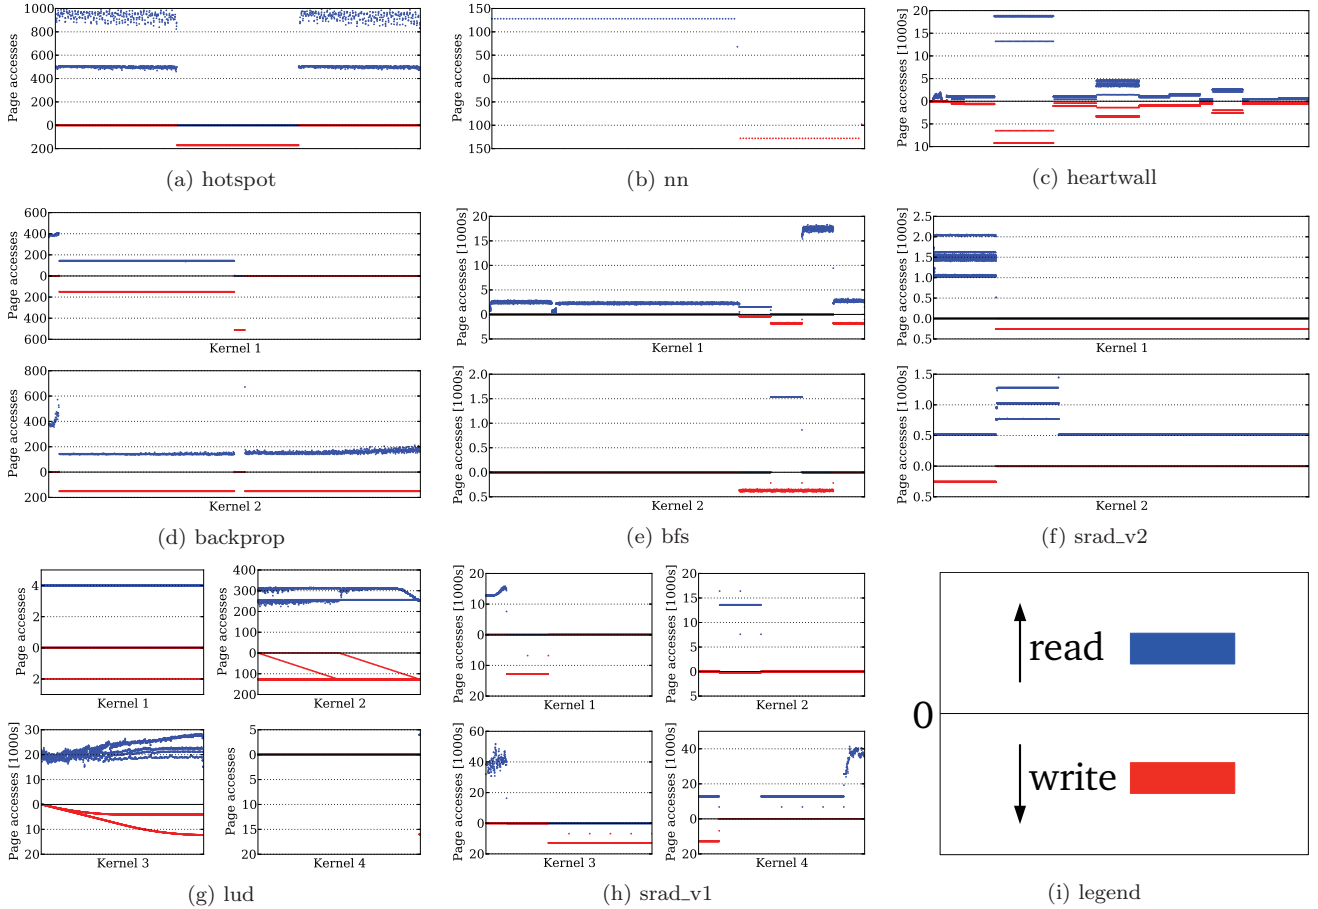 1000
800
600
400
200
0
200
Page accesses
(a) hotspot
150
100
50
0
50
100
150
Page accesses
(b) nn
20
15
10
5
0
5
10
Page accesses [1000s]
(c) heartwall
600
400
200
0
200
400
600
Page accesses
Kernel 1
800
600
400
200
0
200
Page accesses
Kernel 2
(d) backprop
20
15
10
5
0
5
Page accesses [1000s]
Kernel 1
2.0
1.5
1.0
0.5
0.0
0.5
Page accesses [1000s]
Kernel 2
(e) bfs
2.5
2.0
1.5
1.0
0.5
0.0
0.5
Page accesses [1000s]
Kernel 1
1.5
1.0
0.5
0.0
0.5
Page accesses [1000s]
Kernel 2
(f) srad_v2
4
2
0
2
Page accesses
Kernel 1
400
300
200
100
0
100
200
Page accesses
Kernel 2
30
20
10
0
10
20
Page accesses [1000s]
Kernel 3
5
0
5
10
15
20
Page accesses
Kernel 4
(g) lud
20
15
10
5
0
5
10
15
20
Page accesses [1000s]
Kernel 1
20
15
10
5
0
5
Page accesses [1000s]
Kernel 2
60
40
20
0
20
Page accesses [1000s]
Kernel 3
40
20
0
20
Page accesses [1000s]
Kernel 4
(h) srad_v1
read
0
write
(i) legend